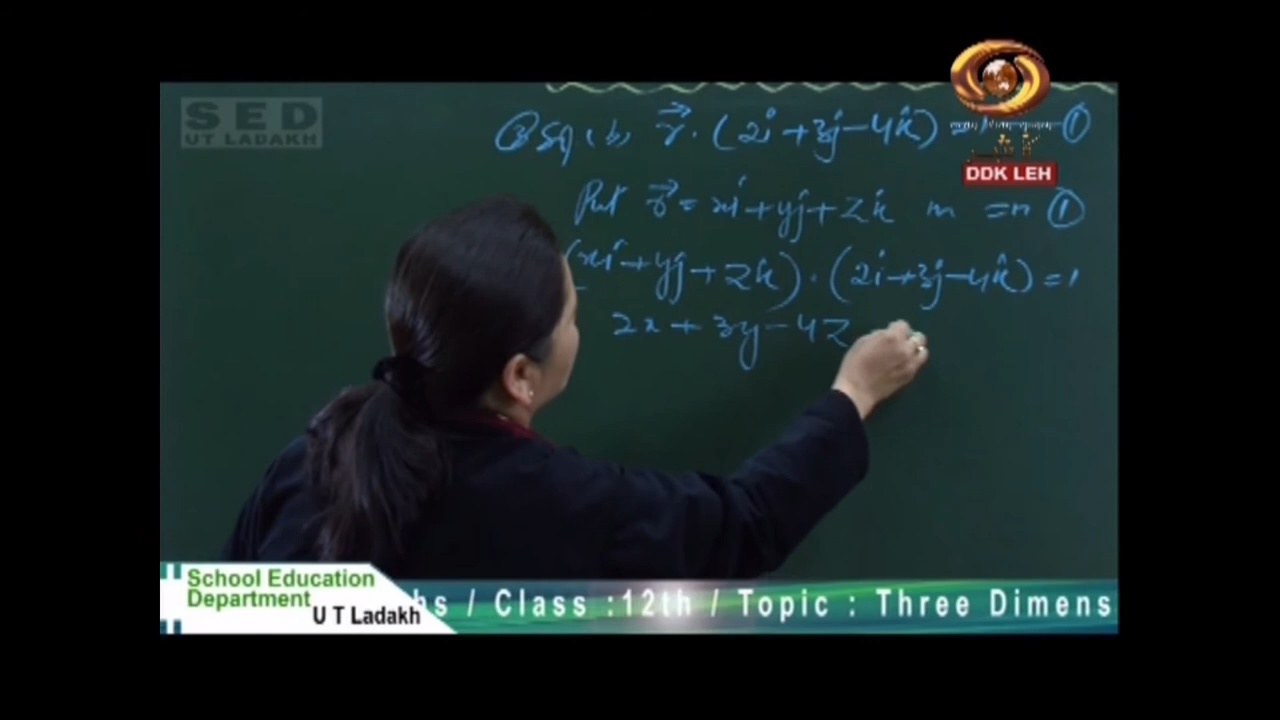 SED
UT LADAKH
(b) r⃗ . (2î + 3ĵ - 4k̂) = 1 — ①
Put r⃗ = xî + yĵ + zk̂ in eqn ①
(xî + yĵ + zk̂) . (2î + 3ĵ - 4k̂) = 1
2x + 3y - 4z
DDK LEH
School Education
Department
U T Ladakh
hs / Class :12th / Topic : Three Dimens